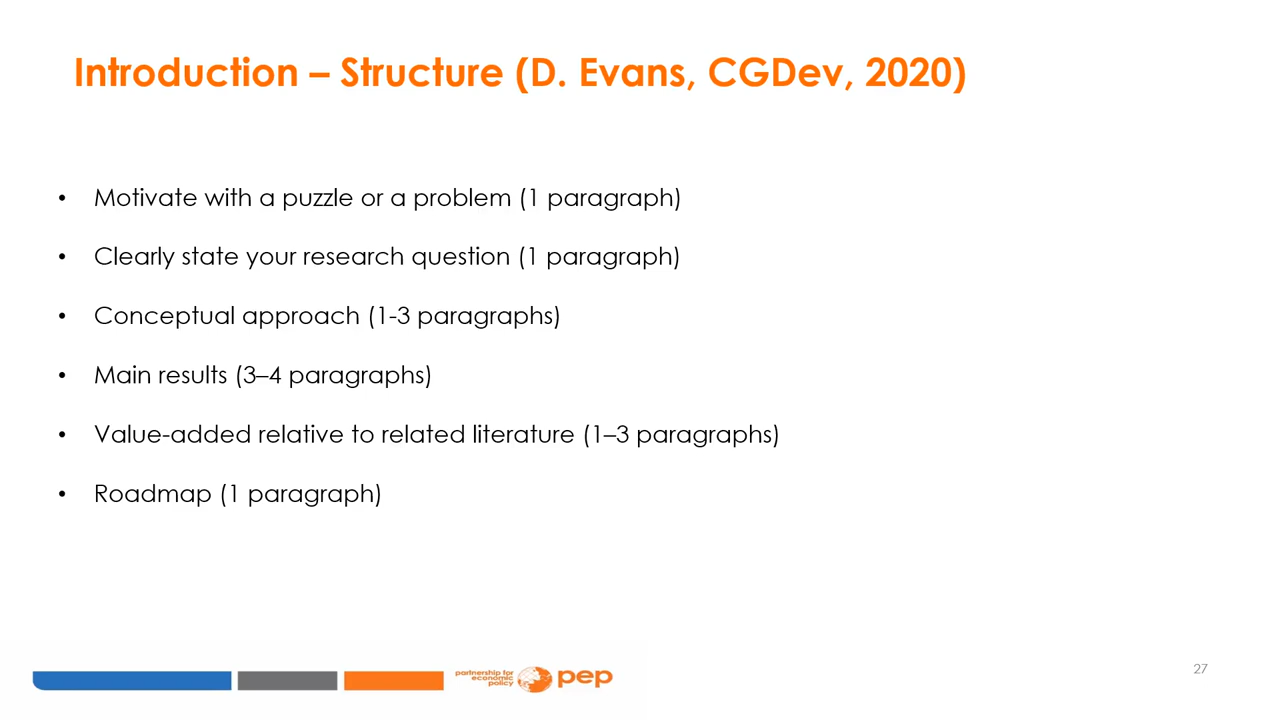 Introduction – Structure (D. Evans, CGDev, 2020)
• Motivate with a puzzle or a problem (1 paragraph)
• Clearly state your research question (1 paragraph)
• Conceptual approach (1-3 paragraphs)
• Main results (3–4 paragraphs)
• Value-added relative to related literature (1–3 paragraphs)
• Roadmap (1 paragraph)
partnership for
economic
policy
pep
27